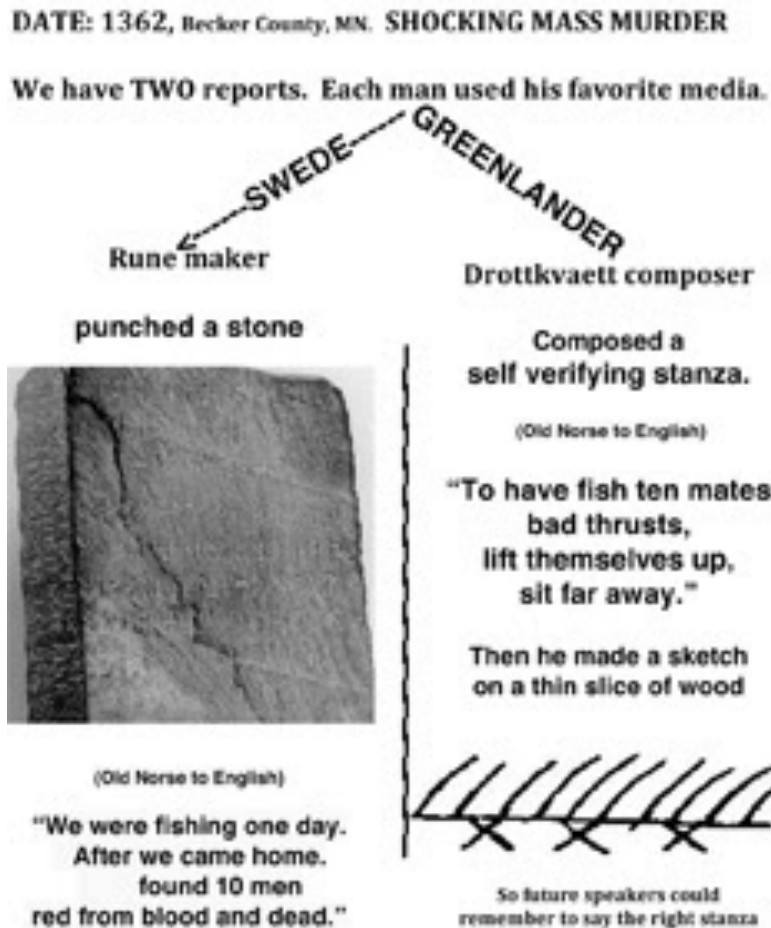 DATE: 1362, Becker County, MN. SHOCKING MASS MURDER
We have TWO reports. Each man used his favorite media.
SWEDE
GREENLANDER
Rune maker
punched a stone
(Old Norse to English)
"We were fishing one day.
After we came home.
found 10 men
red from blood and dead."
Drottkvaett composer
Composed a
self verifying stanza.
(Old Norse to English)
"To have fish ten mates
bad thrusts,
lift themselves up,
sit far away."
Then he made a sketch
on a thin slice of wood
So future speakers could
remember to say the right stanza